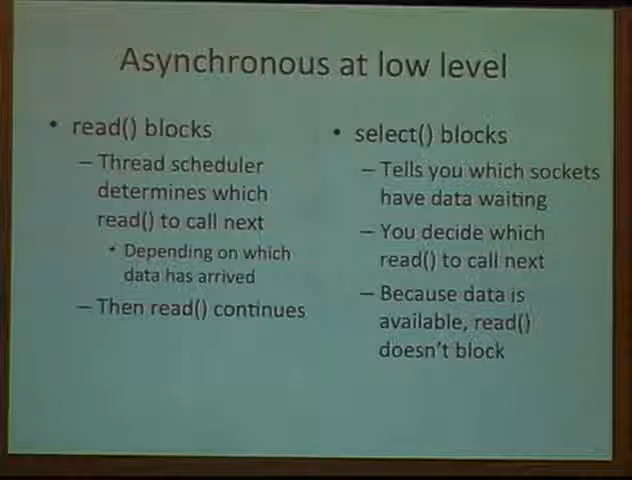 Asynchronous at low level
• read() blocks
– Thread scheduler
determines which
read() to call next
• Depending on which
data has arrived
– Then read() continues
• select() blocks
– Tells you which sockets
have data waiting
– You decide which
read() to call next
– Because data is
available, read()
doesn't block